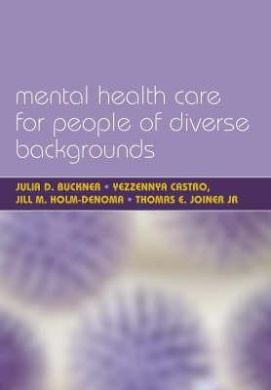 mental health care
for people of diverse
backgrounds
JULIA D. BUCKNER • YEZZENNYA CASTRO,
JILL M. HOLM-DENOMA • THOMAS E. JOINER JR